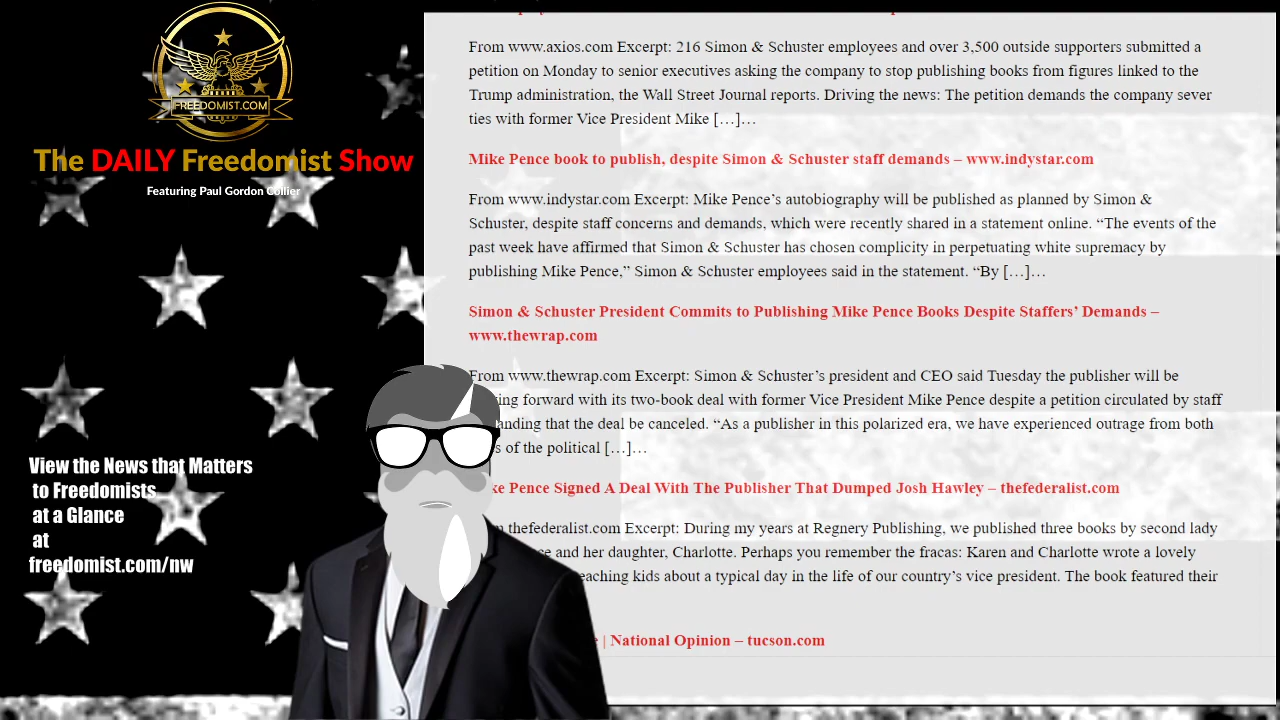 FREEDOMIST.COM
The DAILY Freedomist Show
Featuring Paul Gordon Collier
View the News that Matters
to Freedomists
at a Glance
at
freedomist.com/nw
From www.axios.com Excerpt: 216 Simon & Schuster employees and over 3,500 outside supporters submitted a
petition on Monday to senior executives asking the company to stop publishing books from figures linked to the
Trump administration, the Wall Street Journal reports. Driving the news: The petition demands the company sever
ties with former Vice President Mike […]…
Mike Pence book to publish, despite Simon & Schuster staff demands – www.indystar.com
From www.indystar.com Excerpt: Mike Pence’s autobiography will be published as planned by Simon &
Schuster, despite staff concerns and demands, which were recently shared in a statement online. “The events of the
past week have affirmed that Simon & Schuster has chosen complicity in perpetuating white supremacy by
publishing Mike Pence,” Simon & Schuster employees said in the statement. “By […]…
Simon & Schuster President Commits to Publishing Mike Pence Books Despite Staffers’ Demands –
www.thewrap.com
From www.thewrap.com Excerpt: Simon & Schuster’s president and CEO said Tuesday the publisher will be
forward with its two-book deal with former Vice President Mike Pence despite a petition circulated by staff
that the deal be canceled. “As a publisher in this polarized era, we have experienced outrage from both
of the political […]…
Pence Signed A Deal With The Publisher That Dumped Josh Hawley – thefederalist.com
thefederalist.com Excerpt: During my years at Regnery Publishing, we published three books by second lady
and her daughter, Charlotte. Perhaps you remember the fracas: Karen and Charlotte wrote a lovely
kids about a typical day in the life of our country’s vice president. The book featured their
| National Opinion – tucson.com